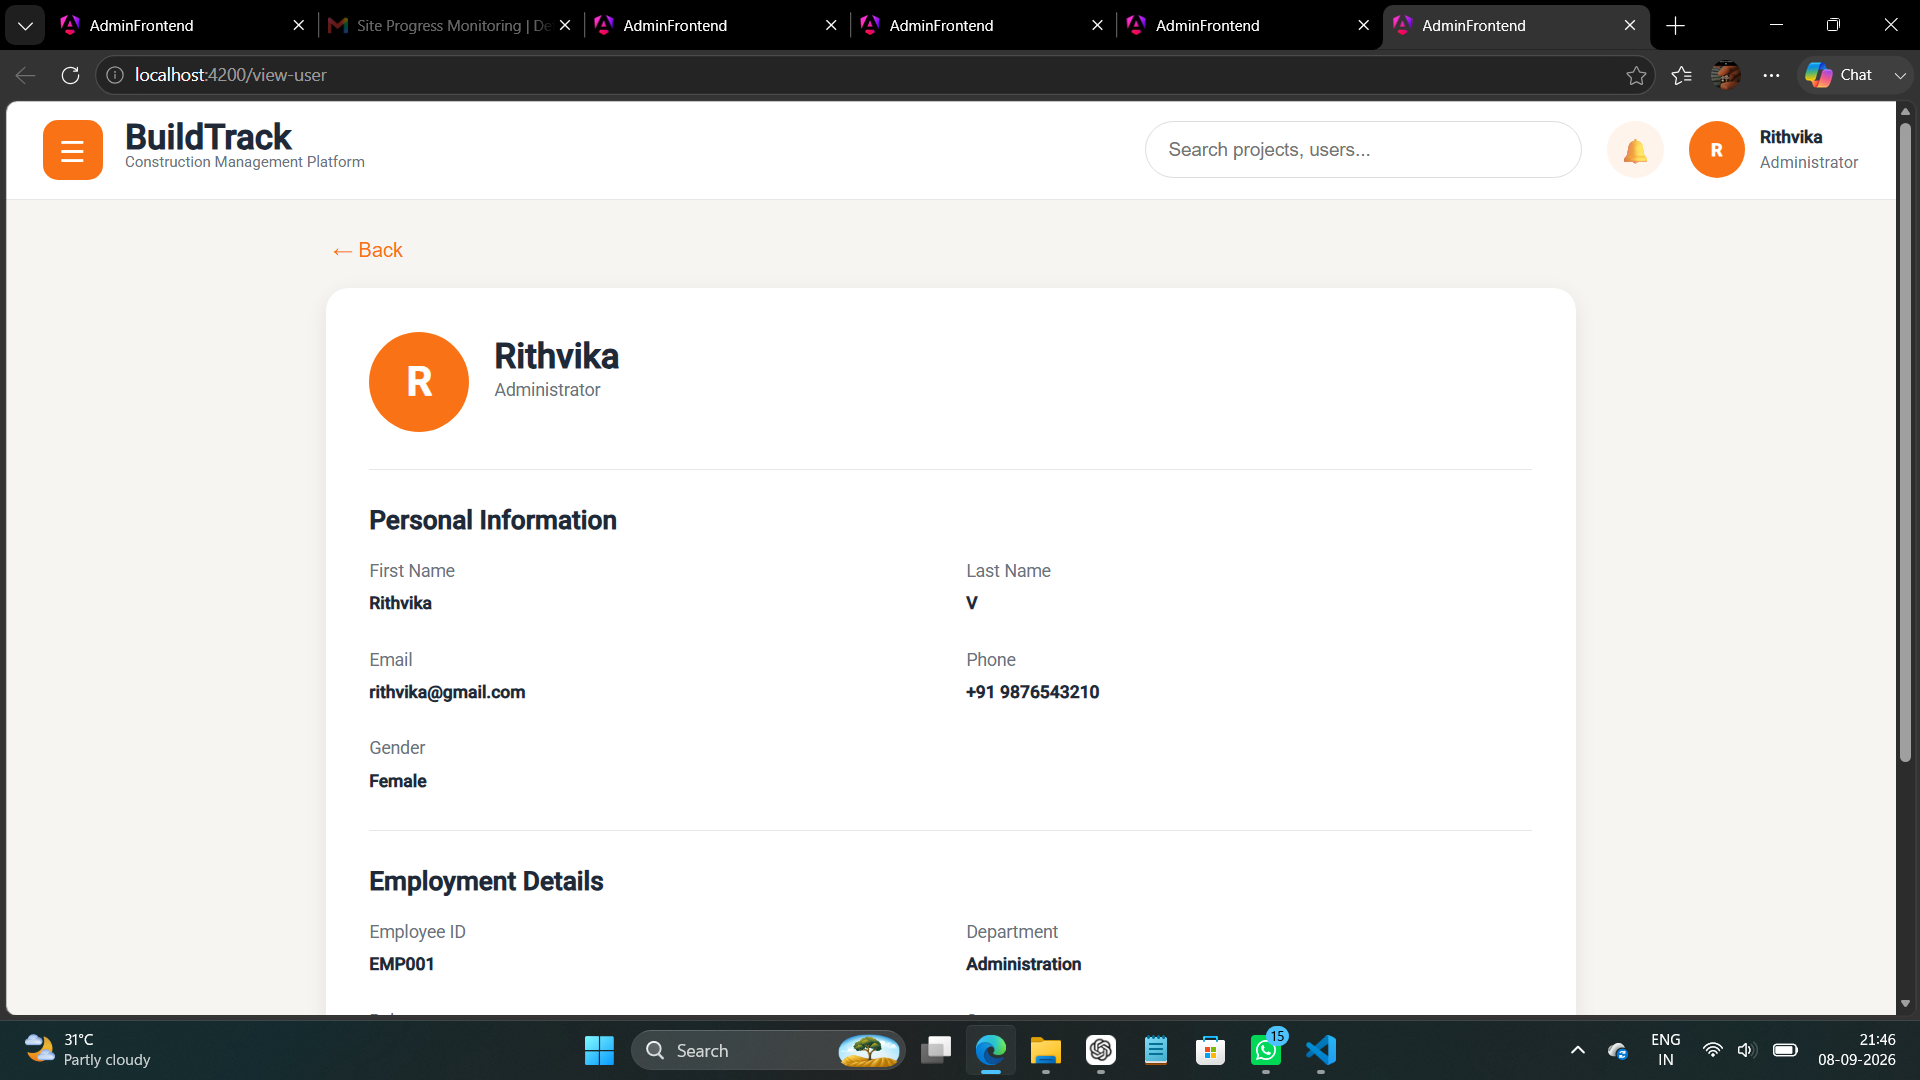 AdminFrontend
Site Progress Monitoring | De
AdminFrontend
AdminFrontend
AdminFrontend
AdminFrontend
localhost:4200/view-user
Chat
BuildTrack
Construction Management Platform
Search projects, users...
R
Rithvika
Administrator
← Back
R
Rithvika
Administrator
Personal Information
First Name
Last Name
Rithvika
V
Email
Phone
rithvika@gmail.com
+91 9876543210
Gender
Female
Employment Details
Employee ID
Department
EMP001
Administration
31°C
Partly cloudy
Search
15
ENG
IN
21:46
08-09-2026